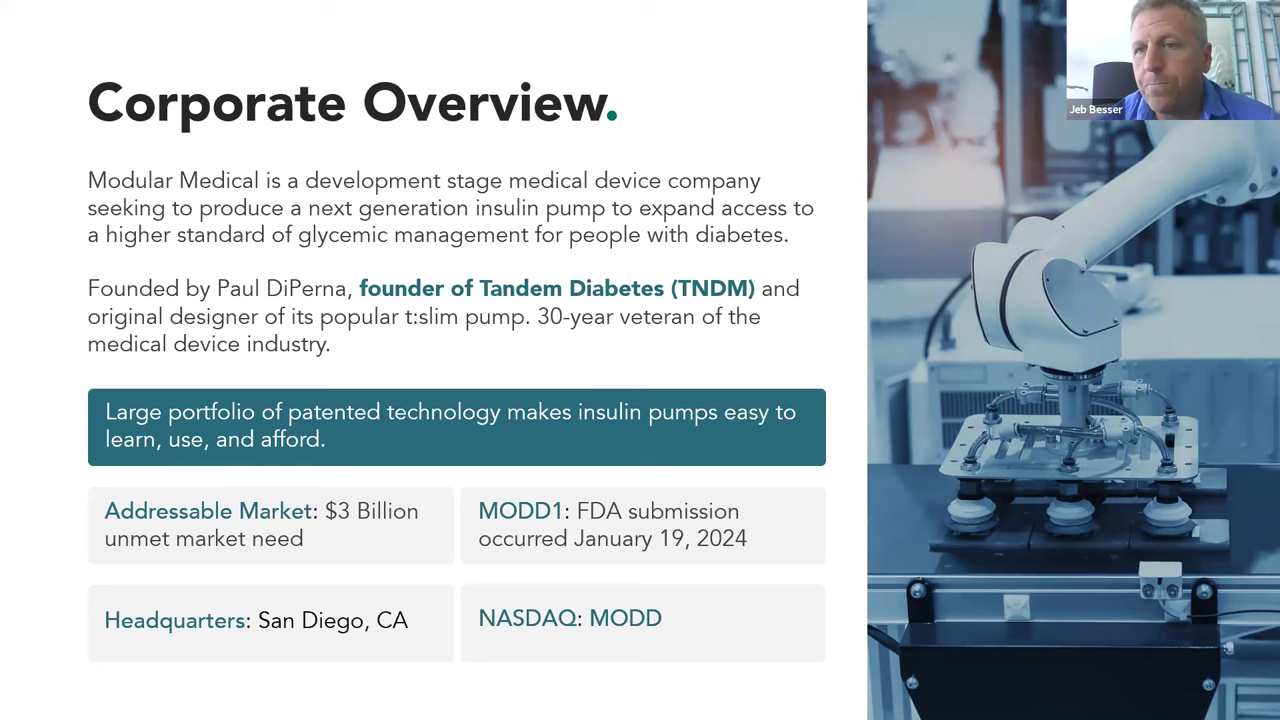 Corporate Overview.
Modular Medical is a development stage medical device company
seeking to produce a next generation insulin pump to expand access to
a higher standard of glycemic management for people with diabetes.
Founded by Paul DiPerna, founder of Tandem Diabetes (TNDM) and
original designer of its popular t:slim pump. 30-year veteran of the
medical device industry.
Large portfolio of patented technology makes insulin pumps easy to
learn, use, and afford.
Addressable Market: $3 Billion
unmet market need
MODD1: FDA submission
occurred January 19, 2024
Headquarters: San Diego, CA
NASDAQ: MODD
Jeb Besser